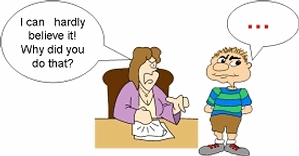 I can hardly
believe it!
Why did you
do that?
...